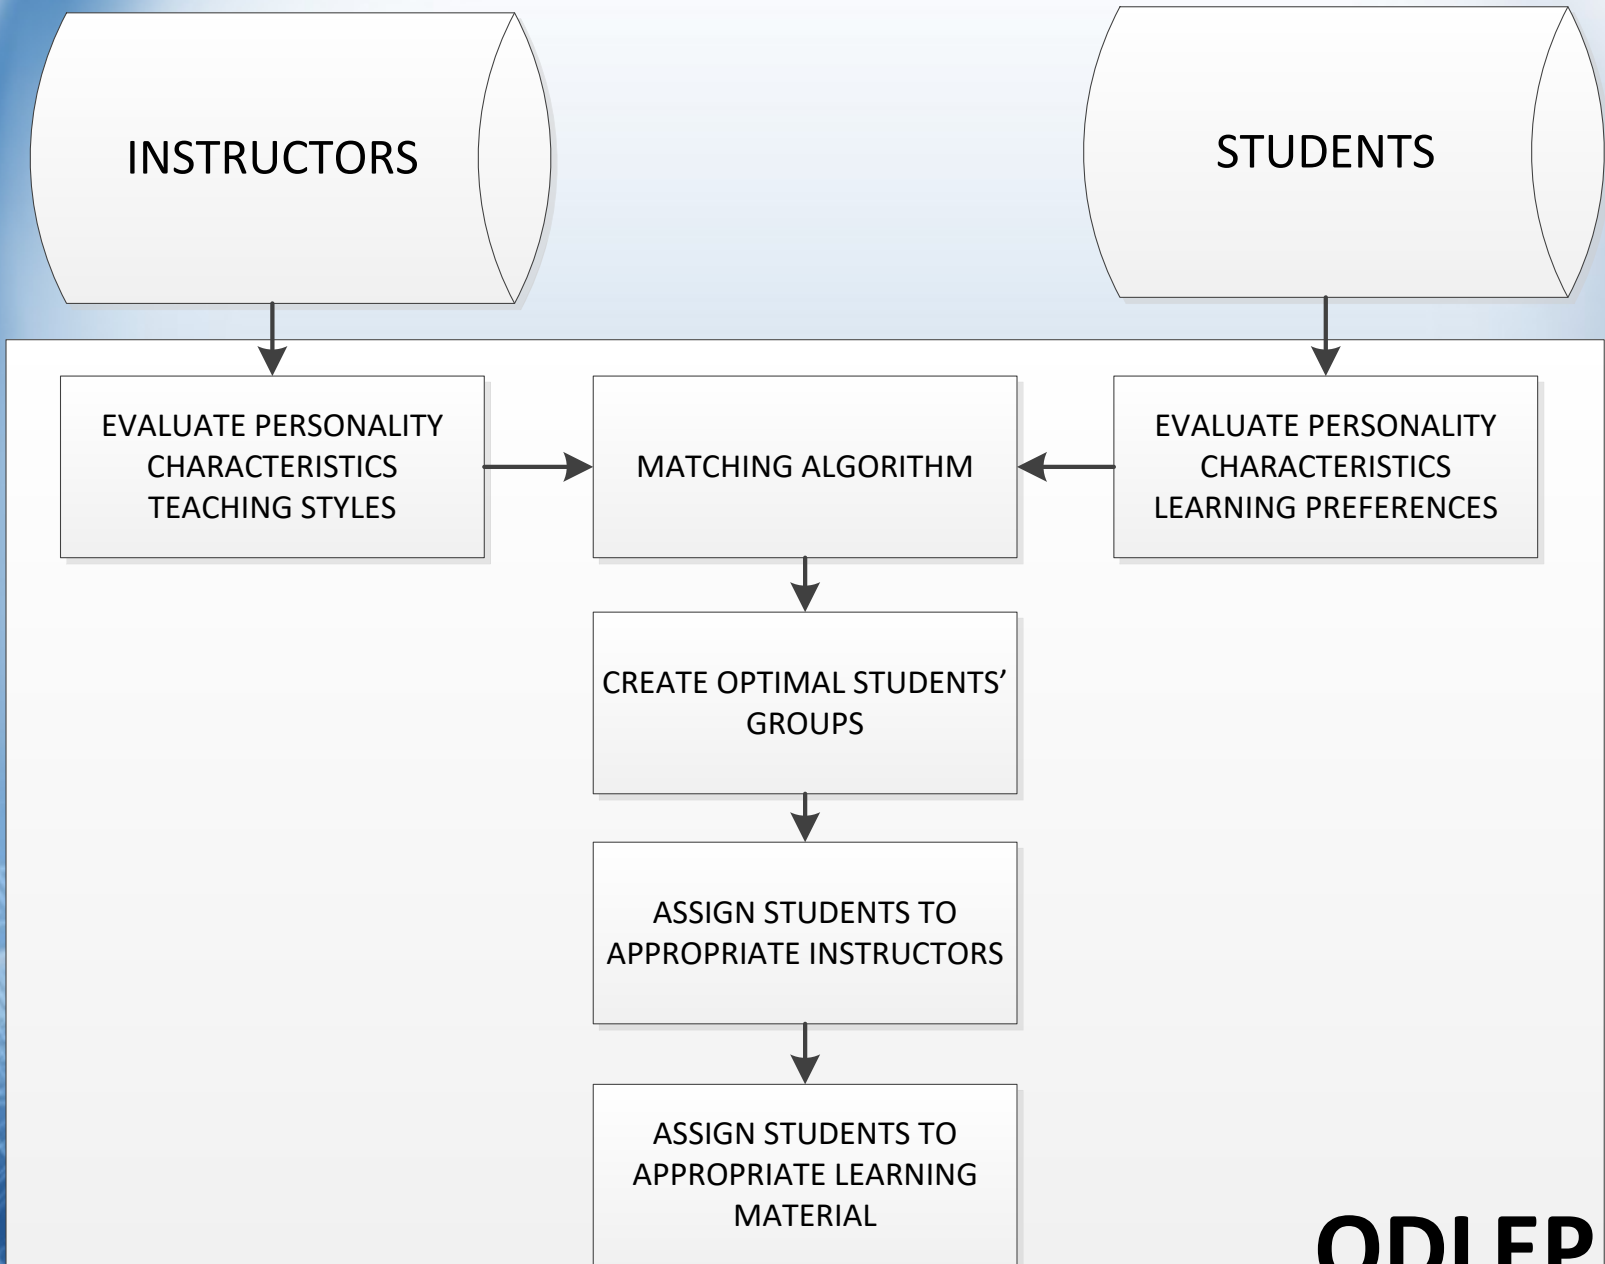 INSTRUCTORS
STUDENTS
EVALUATE PERSONALITY
CHARACTERISTICS
TEACHING STYLES
MATCHING ALGORITHM
EVALUATE PERSONALITY
CHARACTERISTICS
LEARNING PREFERENCES
CREATE OPTIMAL STUDENTS’
GROUPS
ASSIGN STUDENTS TO
APPROPRIATE INSTRUCTORS
ASSIGN STUDENTS TO
APPROPRIATE LEARNING
MATERIAL
ODLEP